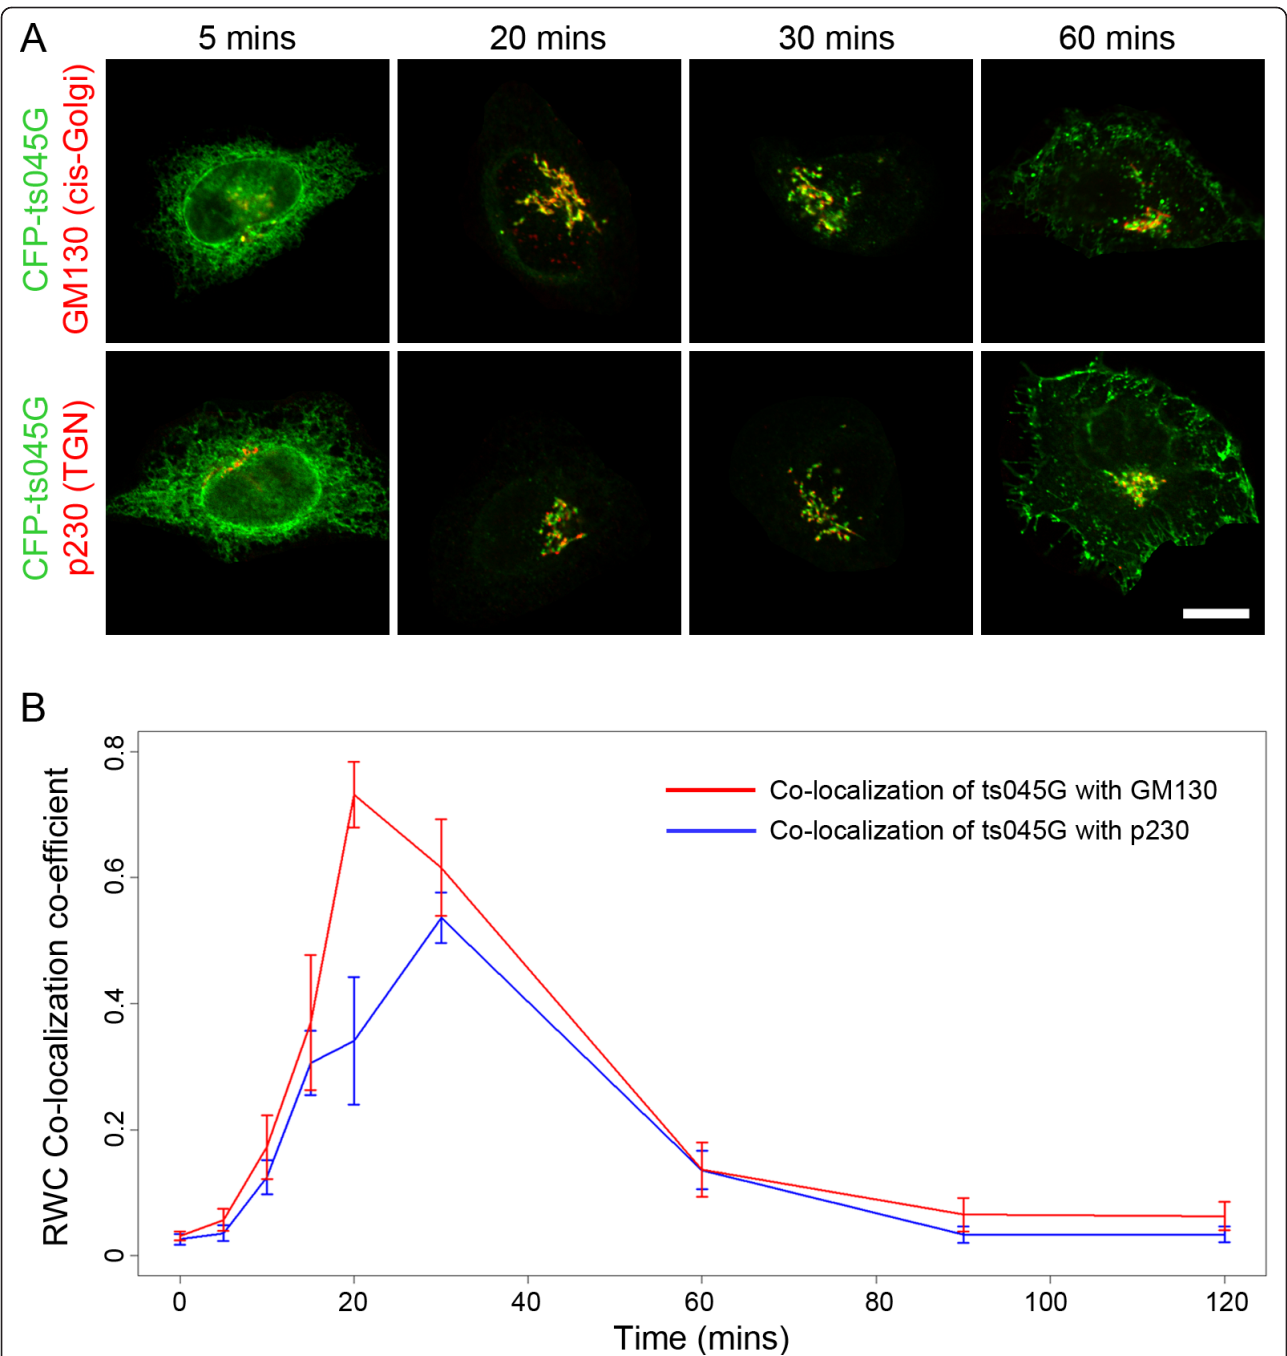 A
5 mins 20 mins 30 mins 60 mins
CFP-ts045G
GM130 (cis-Golgi)
CFP-ts045G
p230 (TGN)
B
RWC Co-localization co-efficient
0.8
0.6
0.4
0.2
0
Co-localization of ts045G with GM130
Co-localization of ts045G with p230
0 20 40 60 80 100 120
Time (mins)